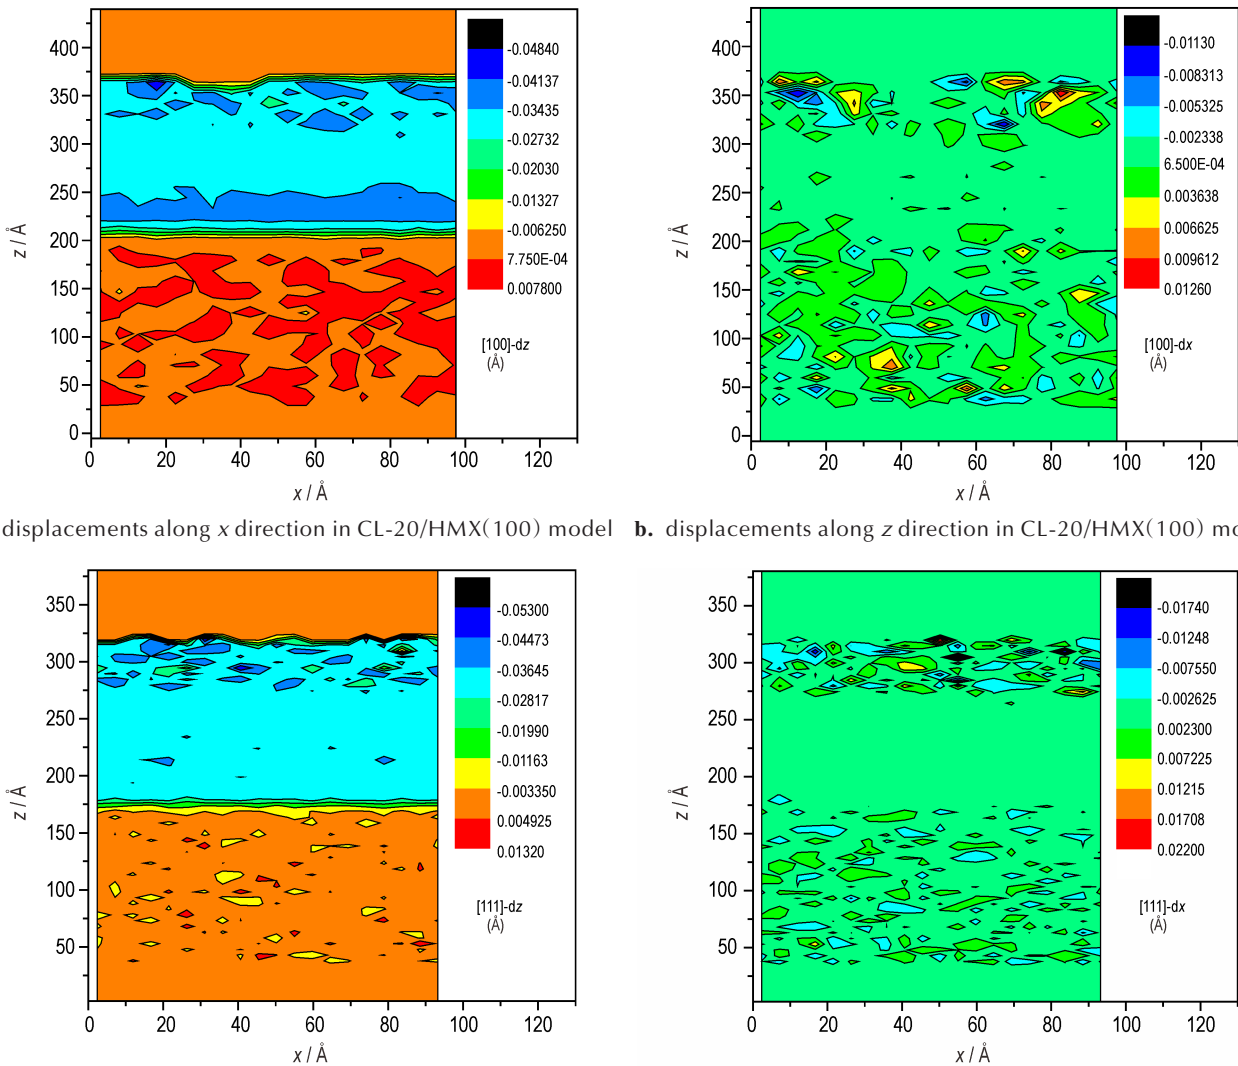 400
350
300
250
200
150
100
50
0
z / Å
0 20 40 60 80 100 120
x / Å
-0.04840
-0.04137
-0.03435
-0.02732
-0.02030
-0.01327
-0.006250
7.750E-04
0.007800
[100]-dz
(Å)
400
350
300
250
200
150
100
50
0
z / Å
0 20 40 60 80 100 120
x / Å
-0.01130
-0.008313
-0.005325
-0.002338
6.500E-04
0.003638
0.006625
0.009612
0.01260
[100]-dx
(Å)
displacements along x direction in CL-20/HMX(100) model
b. displacements along z direction in CL-20/HMX(100)
350
300
250
200
150
100
50
z / Å
0 20 40 60 80 100 120
x / Å
-0.05300
-0.04473
-0.03645
-0.02817
-0.01990
-0.01163
-0.003350
0.004925
0.01320
[111]-dz
(Å)
350
300
250
200
150
100
50
z / Å
0 20 40 60 80 100 120
x / Å
-0.01740
-0.01248
-0.007550
-0.002625
0.002300
0.007225
0.01215
0.01708
0.02200
[111]-dx
(Å)